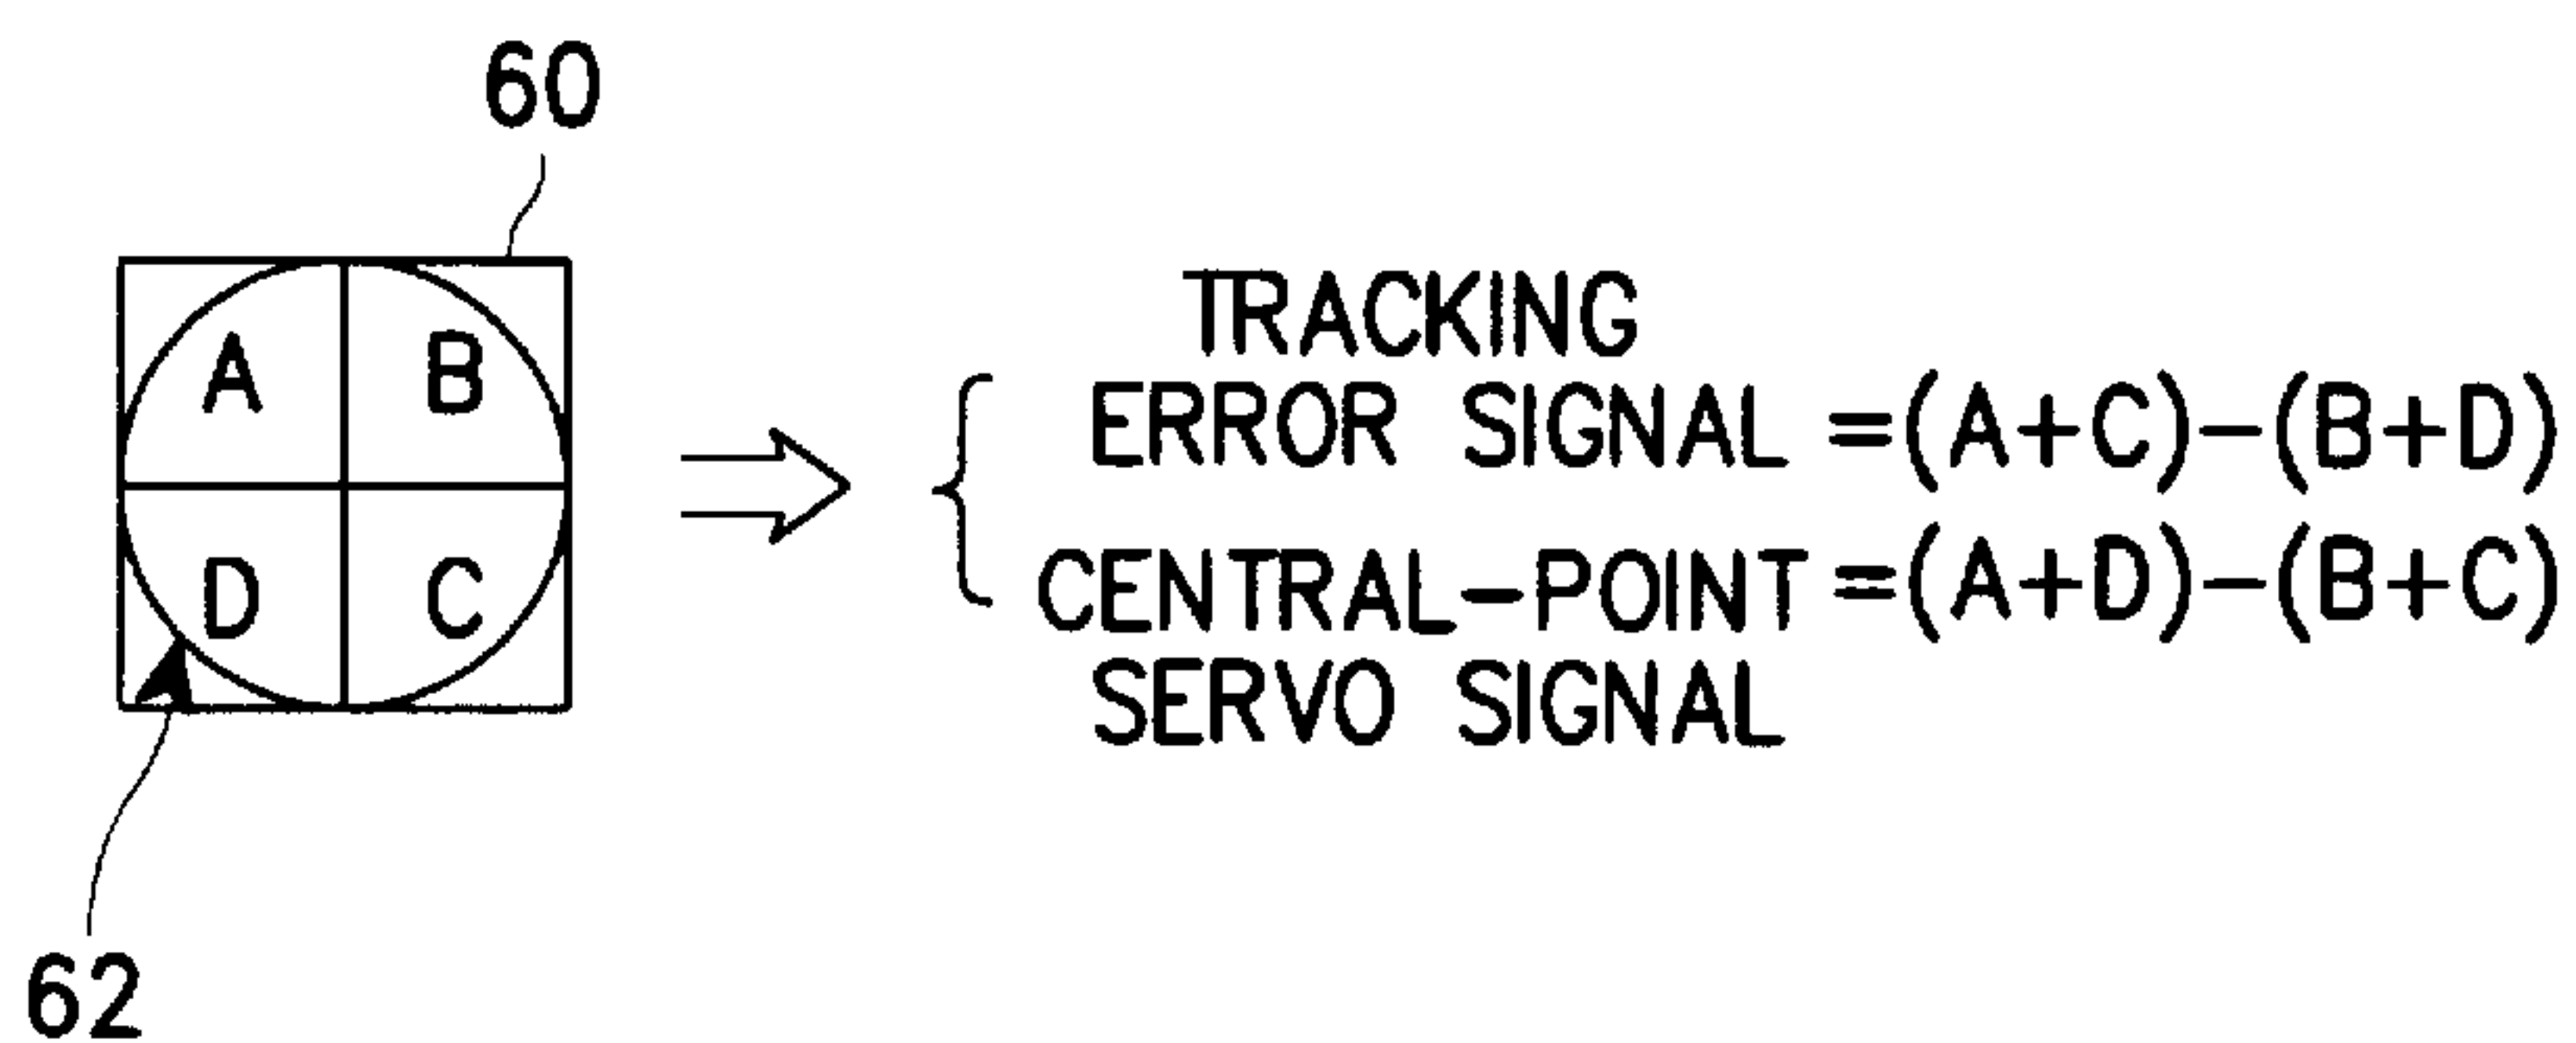 60
A B
D C
62
TRACKING
ERROR SIGNAL =(A+C)-(B+D)
CENTRAL-POINT =(A+D)-(B+C)
SERVO SIGNAL